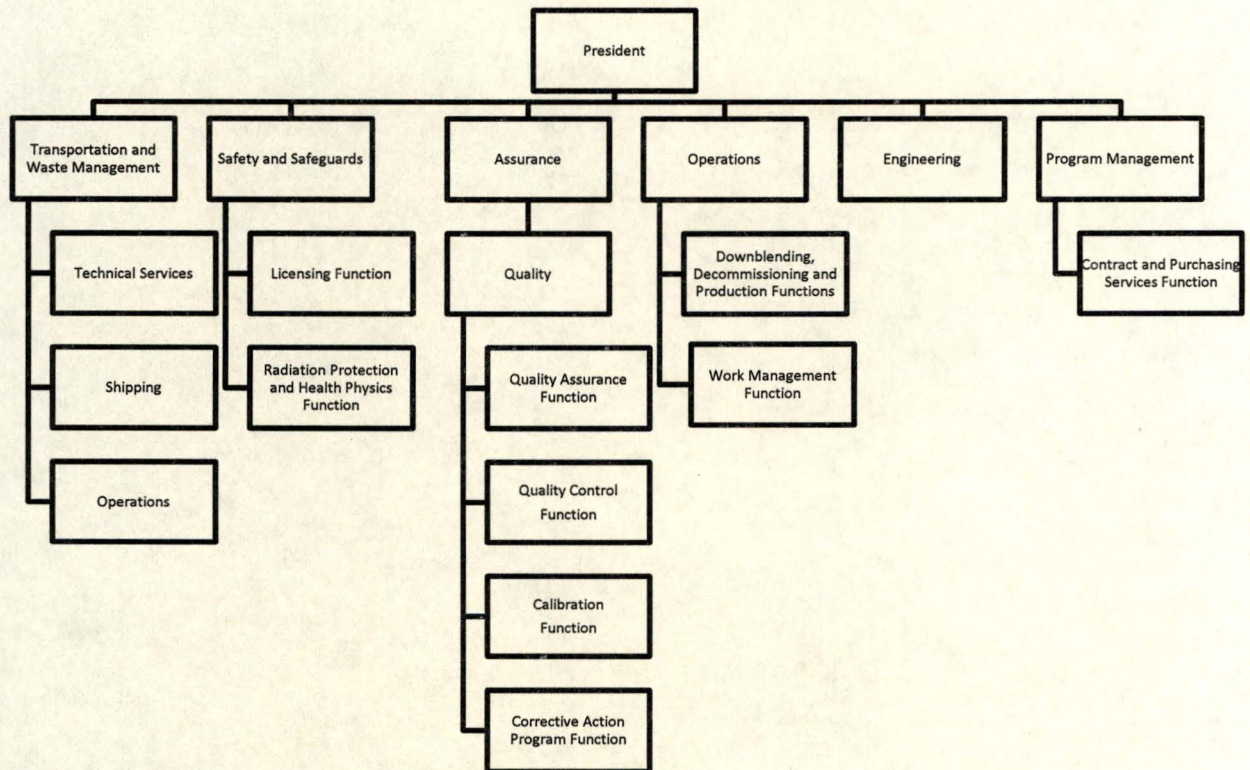 President
Transportation and
Waste Management
Safety and Safeguards
Assurance
Operations
Engineering
Program Management
Technical Services
Licensing Function
Quality
Downblending,
Decommissioning and
Production Functions
Contract and Purchasing
Services Function
Shipping
Radiation Protection
and Health Physics
Function
Quality Assurance
Function
Work Management
Function
Operations
Quality Control
Function
Calibration
Function
Corrective Action
Program Function